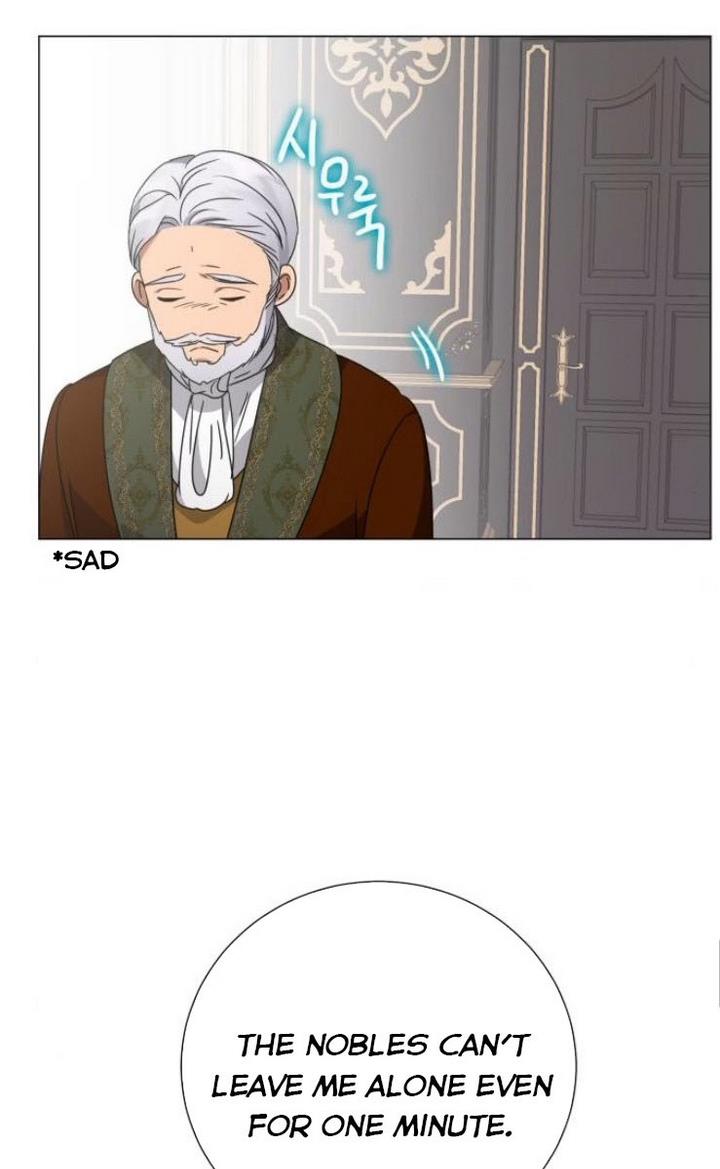 시무룩
*SAD
THE NOBLES CAN'T
LEAVE ME ALONE EVEN
FOR ONE MINUTE.